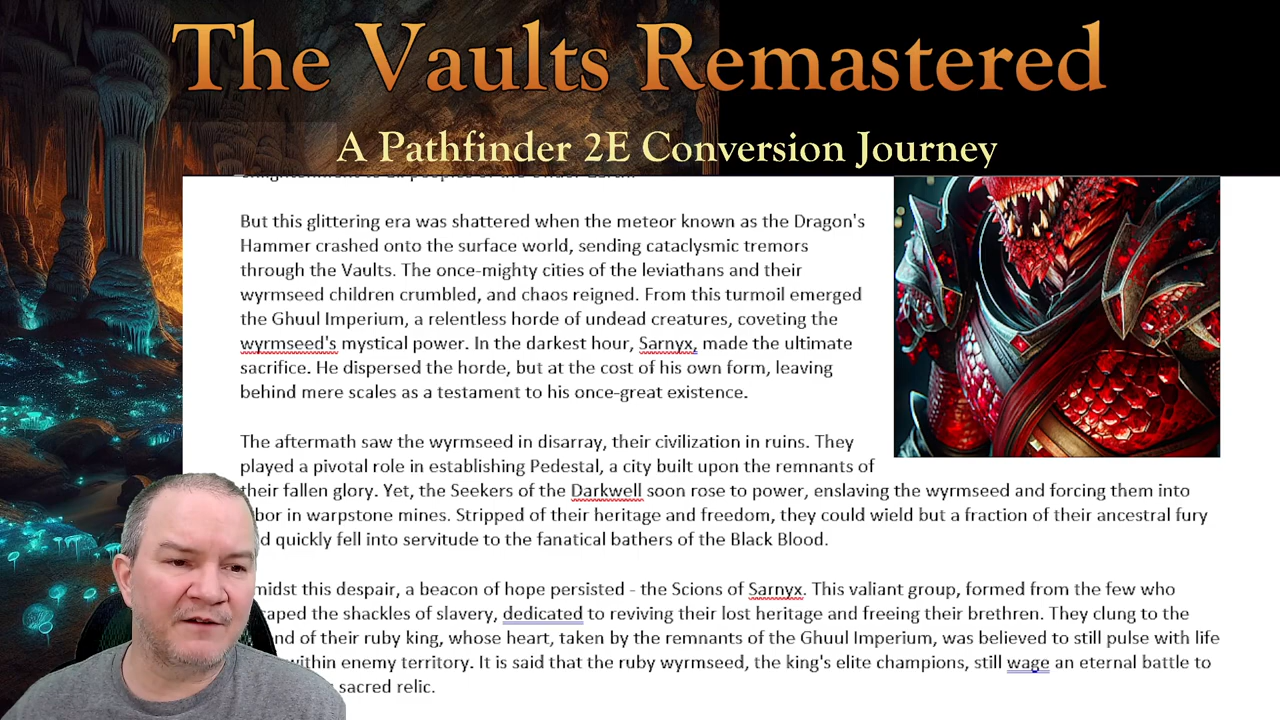 The Vaults Remastered
A Pathfinder 2E Conversion Journey
But this glittering era was shattered when the meteor known as the Dragon's
Hammer crashed onto the surface world, sending cataclysmic tremors
through the Vaults. The once-mighty cities of the leviathans and their
wyrmseed children crumbled, and chaos reigned. From this turmoil emerged
the Ghuul Imperium, a relentless horde of undead creatures, coveting the
wyrmseed's mystical power. In the darkest hour, Sarnyx, made the ultimate
sacrifice. He dispersed the horde, but at the cost of his own form, leaving
behind mere scales as a testament to his once-great existence.
The aftermath saw the wyrmseed in disarray, their civilization in ruins. They
played a pivotal role in establishing Pedestal, a city built upon the remnants of
their fallen glory. Yet, the Seekers of the Darkwell soon rose to power, enslaving the wyrmseed and forcing them into
bor in warpstone mines. Stripped of their heritage and freedom, they could wield but a fraction of their ancestral fury
d quickly fell into servitude to the fanatical bathers of the Black Blood.
midst this despair, a beacon of hope persisted - the Scions of Sarnyx. This valiant group, formed from the few who
aped the shackles of slavery, dedicated to reviving their lost heritage and freeing their brethren. They clung to the
nd of their ruby king, whose heart, taken by the remnants of the Ghuul Imperium, was believed to still pulse with life
ithin enemy territory. It is said that the ruby wyrmseed, the king's elite champions, still wage an eternal battle to
sacred relic.